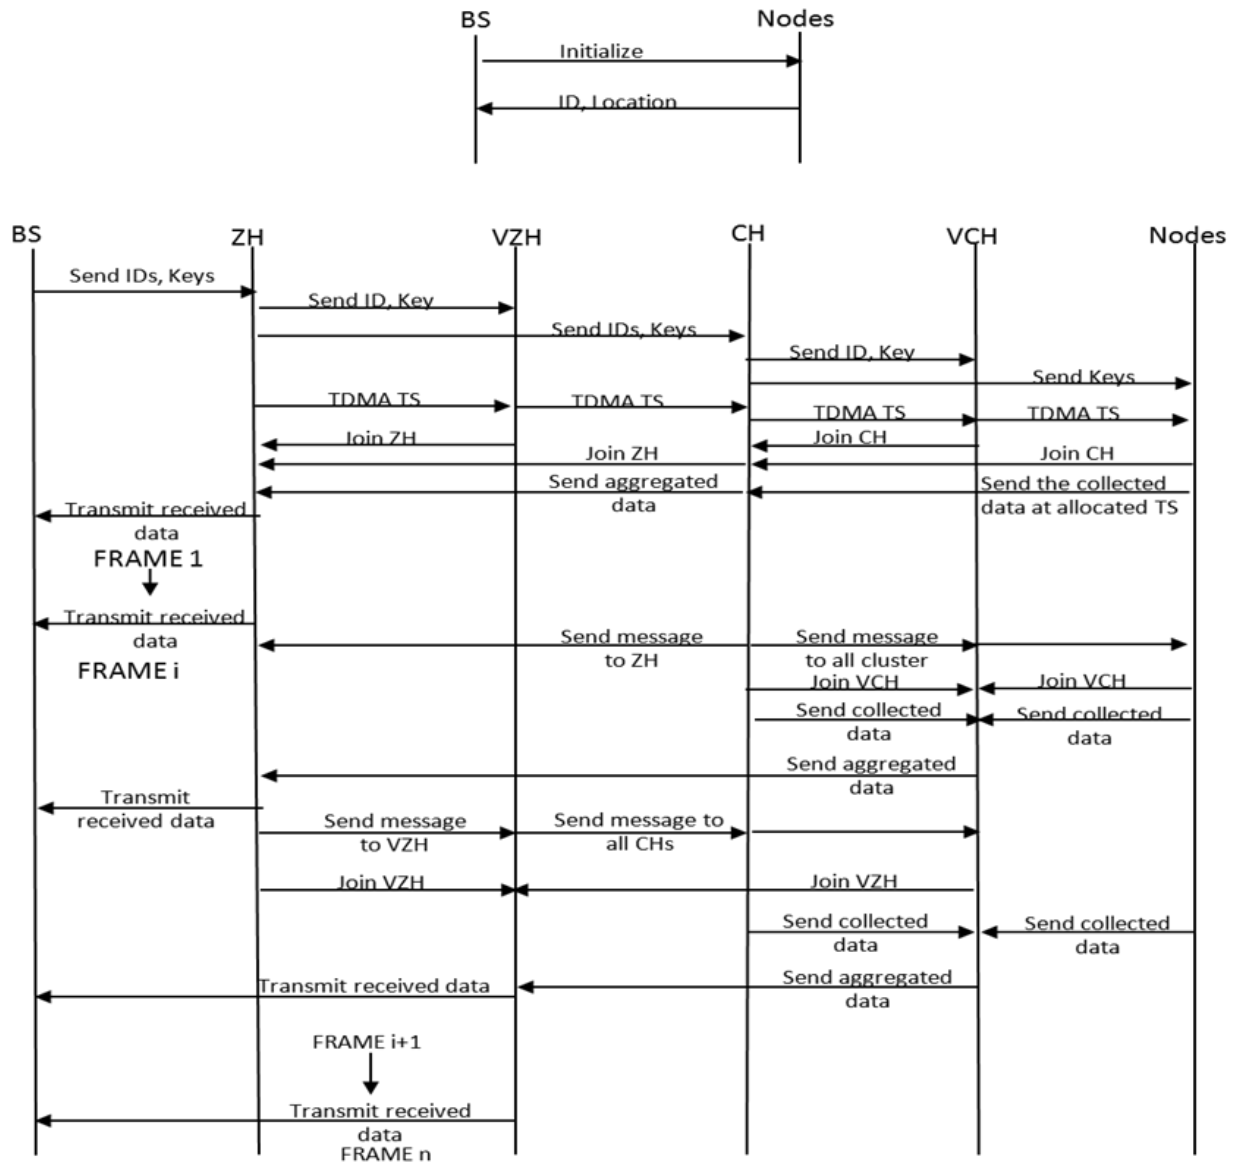 BS Nodes
Initialize
ID, Location
BS ZH VZH CH VCH Nodes
Send IDs, Keys
Send ID, Key
Send IDs, Keys
Send ID, Key
Send Keys
TDMA TS TDMA TS TDMA TS TDMA TS
Join ZH Join CH
Join ZH Join CH
Send aggregated
data
Send the collected
data at allocated TS
Transmit received
data
FRAME 1
Transmit received
data
FRAME i
Send message
to ZH
Send message
to all cluster
Join VCH Join VCH
Send collected
data
Send collected
data
Send aggregated
data
Transmit
received data
Send message
to VZH
Send message to
all CHs
Join VZH Join VZH
Send collected
data
Send collected
data
Send aggregated
data
Transmit received data
FRAME i+1
Transmit received
data
FRAME n